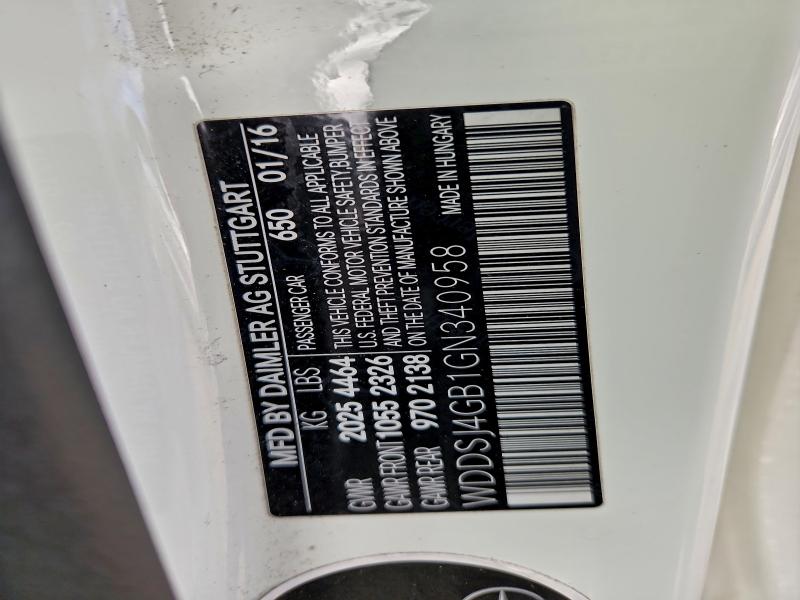 MFD BY DAIMLER AG STUTTGART
KG LBS PASSENGER CAR 650 01/16
GVWR 2025 4464 THIS VEHICLE CONFORMS TO ALL APPLICABLE
GAWR FRONT 1055 2326 U.S. FEDERAL MOTOR VEHICLE SAFETY, BUMPER
GAWR REAR 970 2138 AND THEFT PREVENTION STANDARDS IN EFFECT
ON THE DATE OF MANUFACTURE SHOWN ABOVE
WDDSJ4GB1GN340958 MADE IN HUNGARY